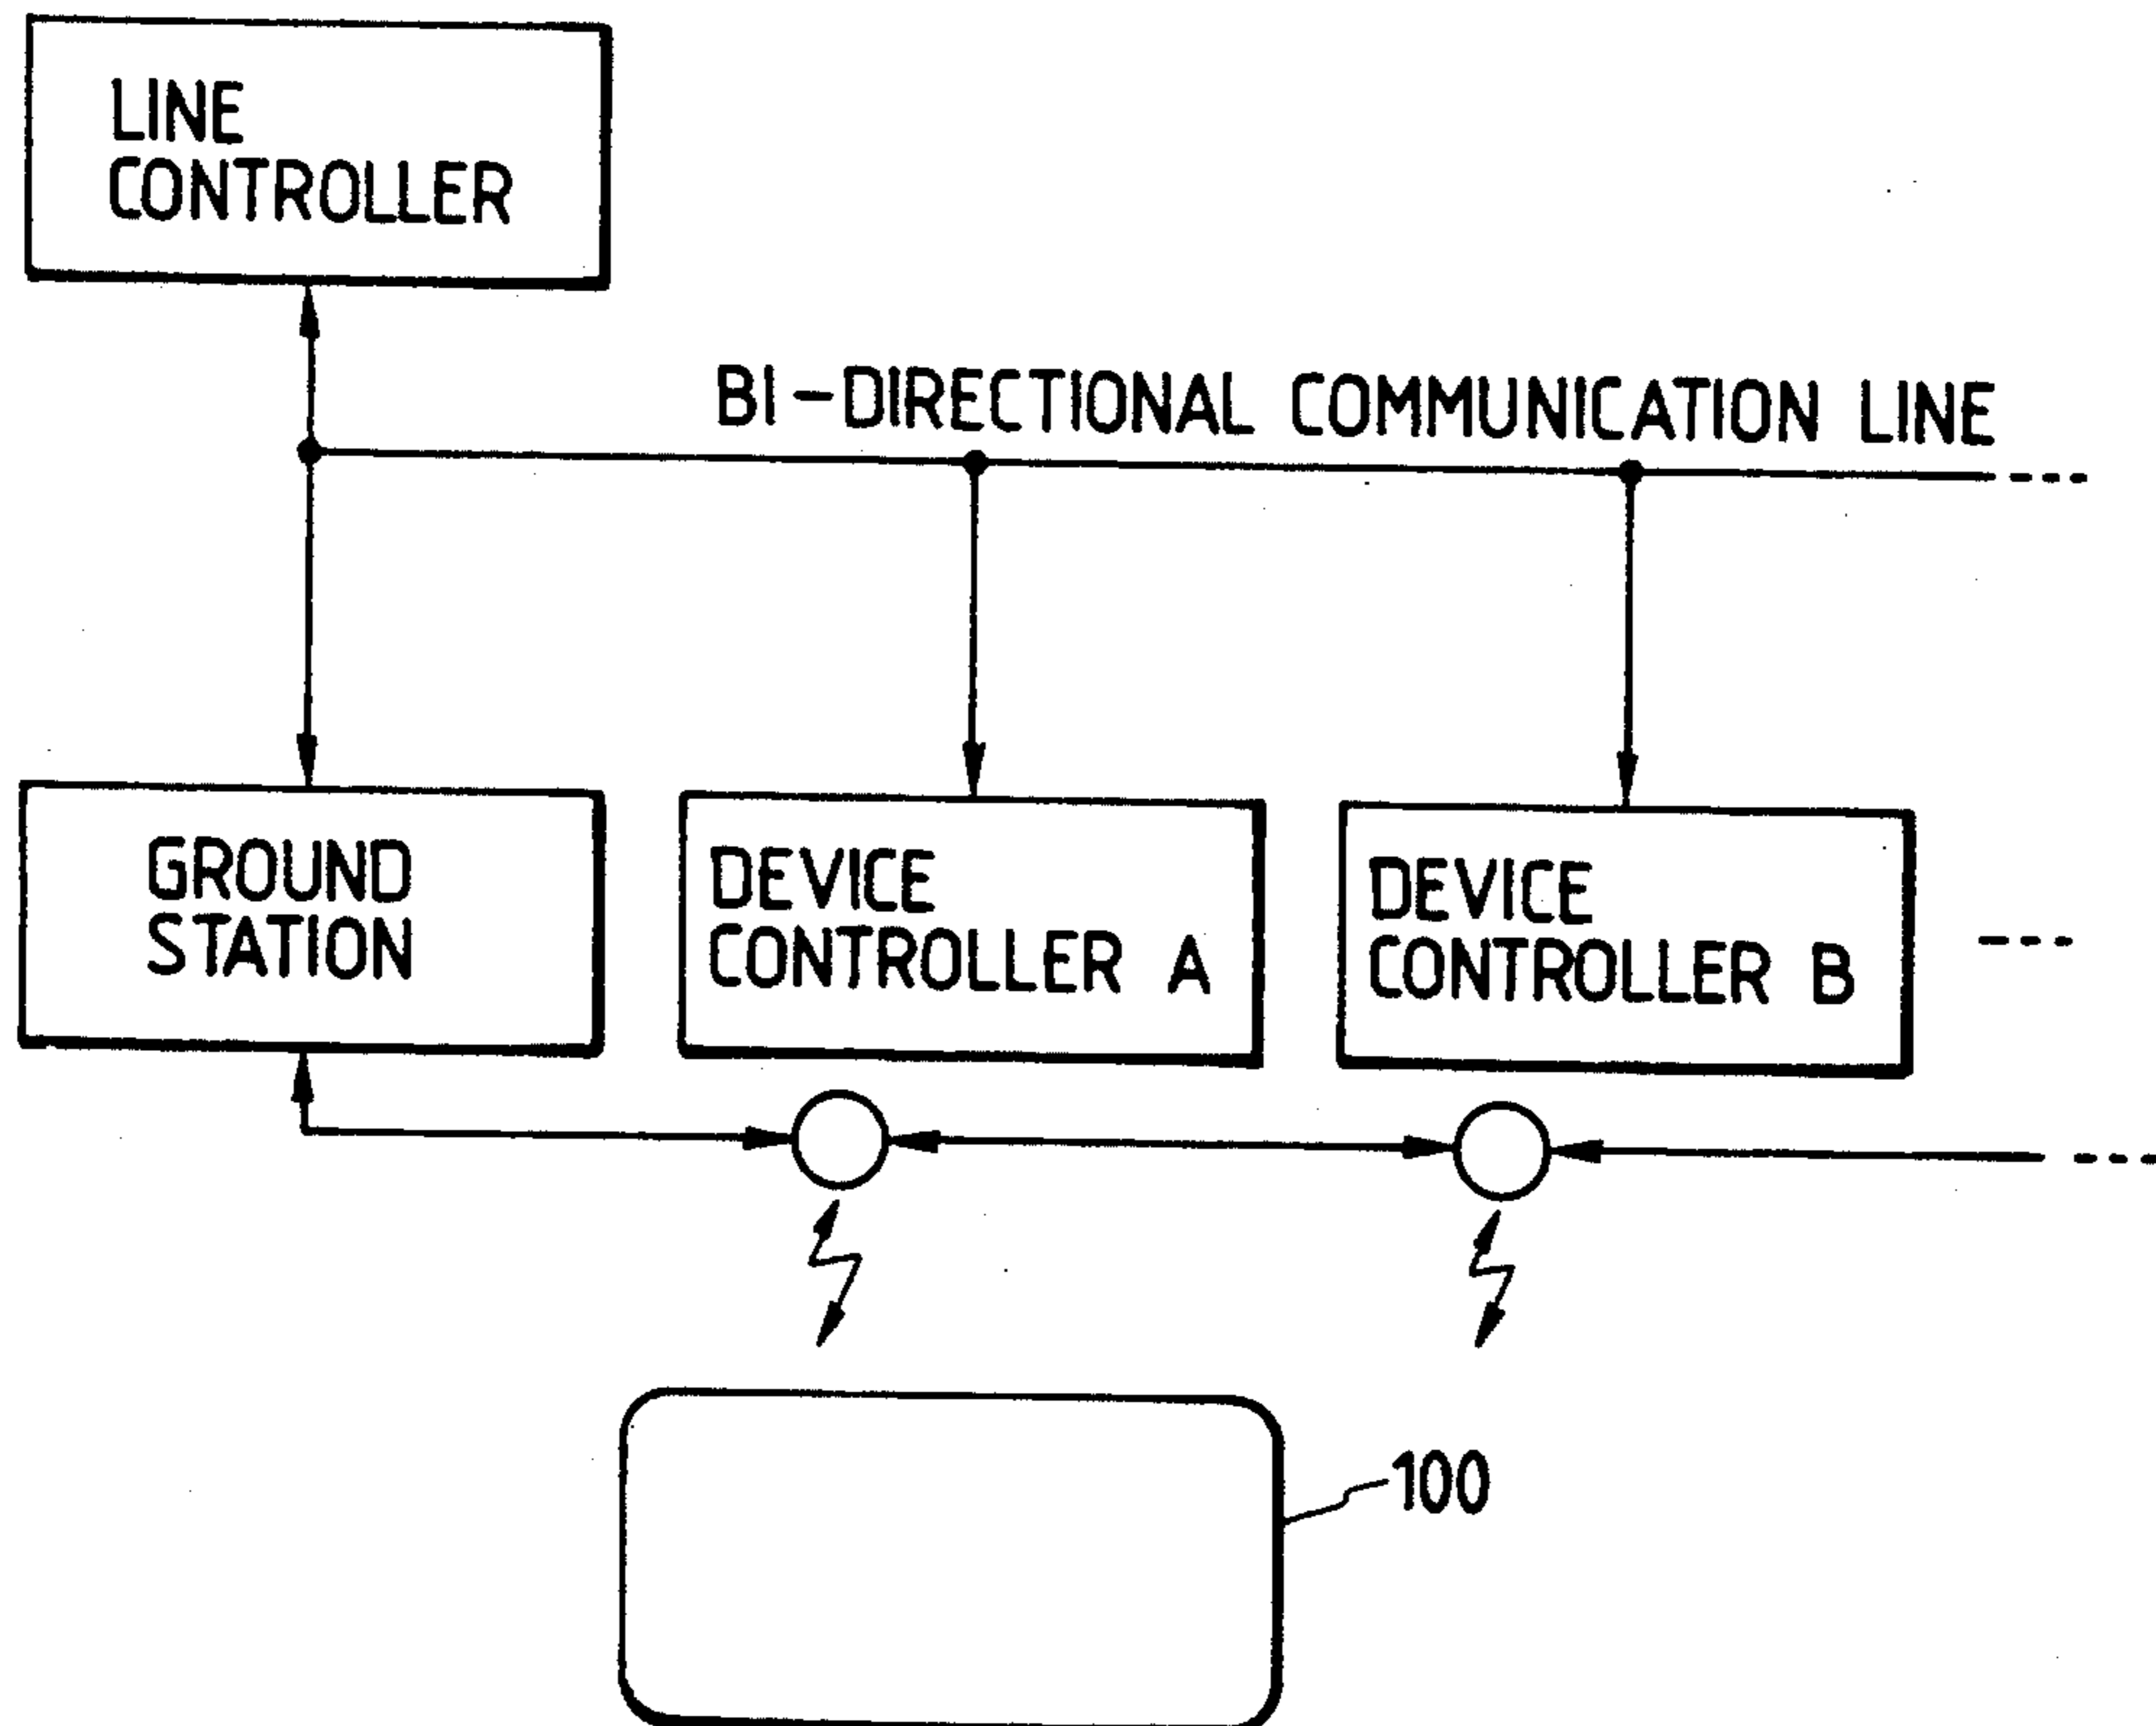 LINE
CONTROLLER
BI-DIRECTIONAL COMMUNICATION LINE
GROUND
STATION
DEVICE
CONTROLLER A
DEVICE
CONTROLLER B
100